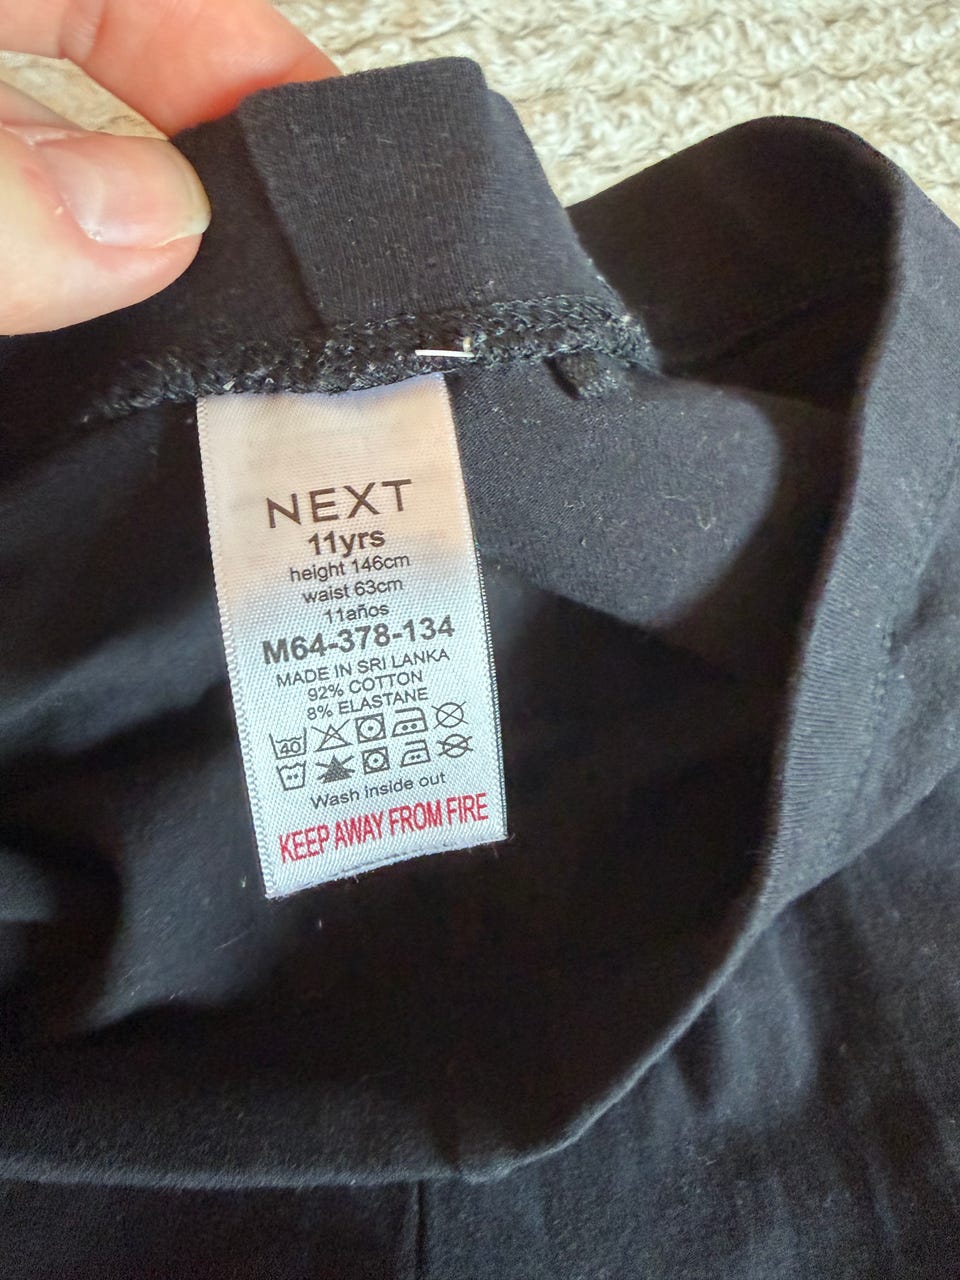 NEXT
11yrs
height 146cm
waist 63cm
11años
M64-378-134
MADE IN SRI LANKA
92% COTTON
8% ELASTANE
40
Wash inside out
KEEP AWAY FROM FIRE